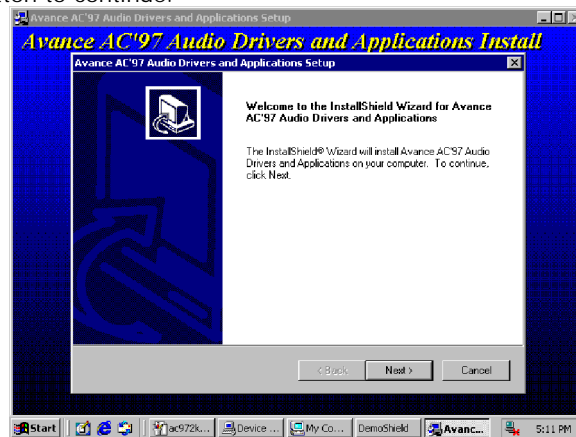 Avance AC'97 Audio Drivers and Applications Setup
Avance AC'97 Audio Drivers and Applications Install
Avance AC'97 Audio Drivers and Applications Setup
Welcome to the InstallShield Wizard for Avance
AC'97 Audio Drivers and Applications
The InstallShield® Wizard will install Avance AC'97 Audio
Drivers and Applications on your computer. To continue,
click Next.
< Back Next > Cancel
Start ac972k... Device ... My Co... DemoShield Avanc... 5:11 PM